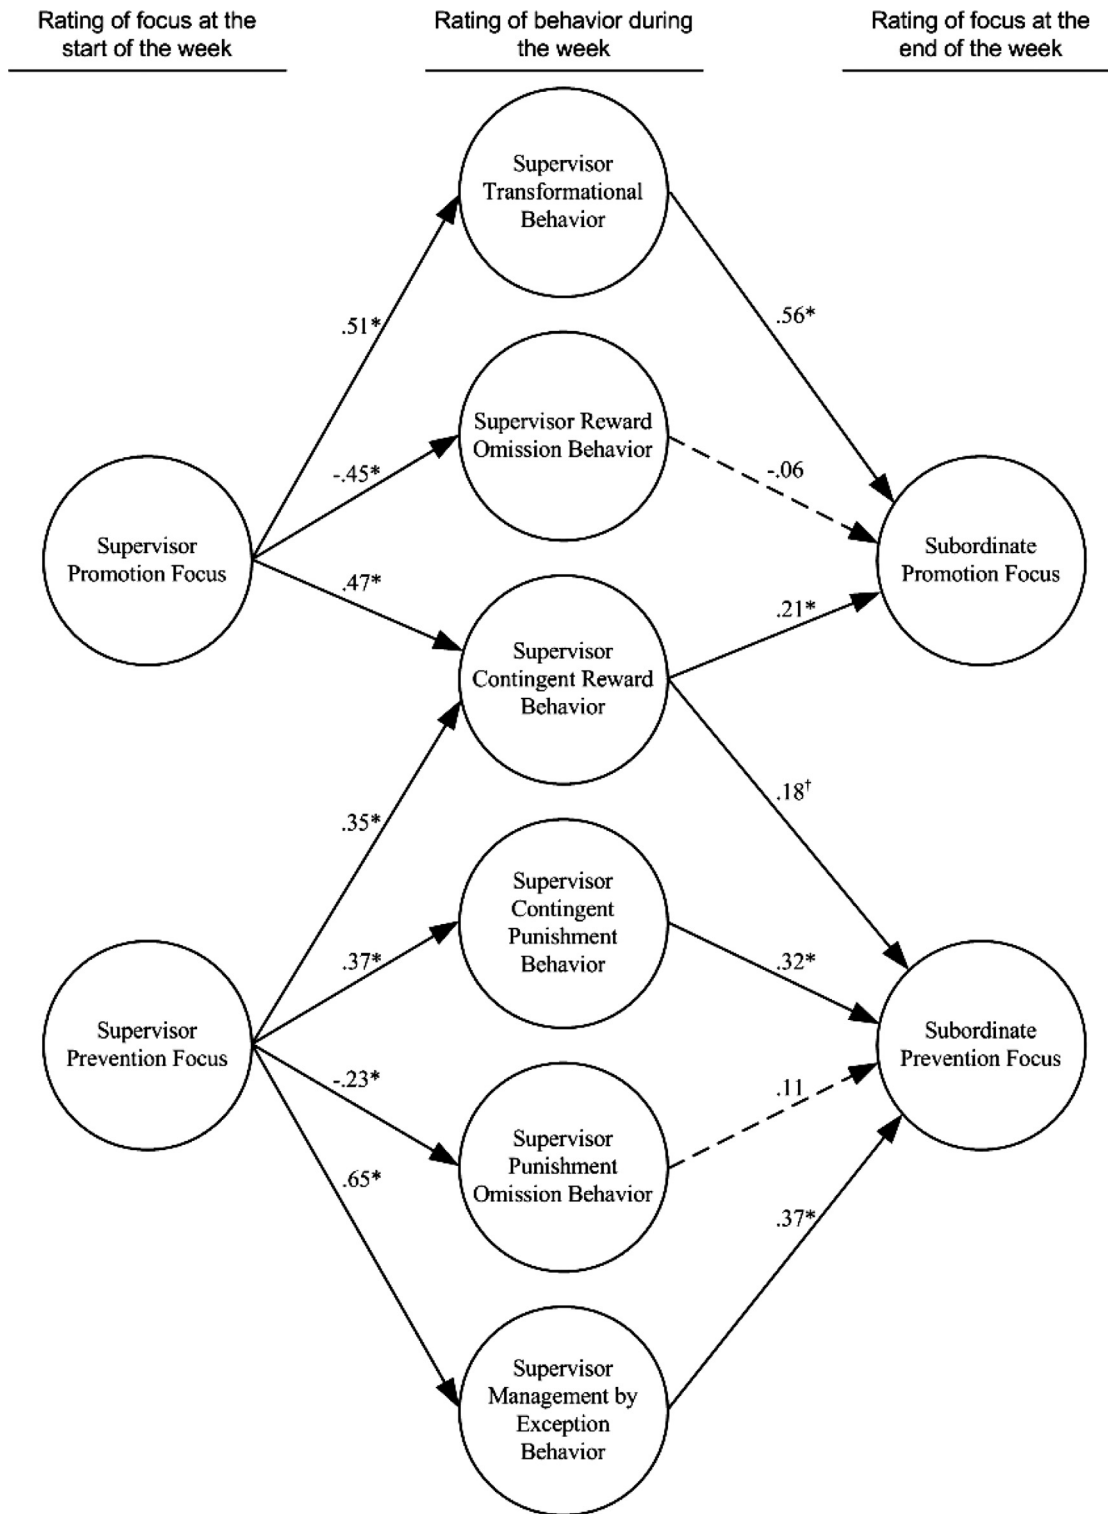 Rating of focus at the
start of the week
Rating of behavior during
the week
Rating of focus at the
end of the week
Supervisor
Transformational
Behavior
.51*
.56*
Supervisor Reward
Omission Behavior
-.45*
-.06
Supervisor
Promotion Focus
Subordinate
Promotion Focus
.47*
.21*
Supervisor
Contingent Reward
Behavior
.35*
.18†
Supervisor
Contingent
Punishment
Behavior
.37*
.32*
Supervisor
Prevention Focus
Subordinate
Prevention Focus
-.23*
.11
Supervisor
Punishment
Omission Behavior
.65*
.37*
Supervisor
Management by
Exception
Behavior